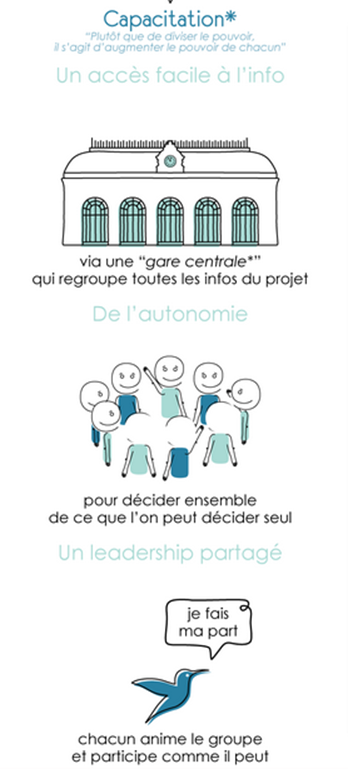 Capacitation*
“Plutôt que de diviser le pouvoir,
il s’agit d’augmenter le pouvoir de chacun”
Un accès facile à l’info
via une “gare centrale*”
qui regroupe toutes les infos du projet
De l’autonomie
pour décider ensemble
de ce que l’on peut décider seul
Un leadership partagé
je fais
ma part
chacun anime le groupe
et participe comme il peut